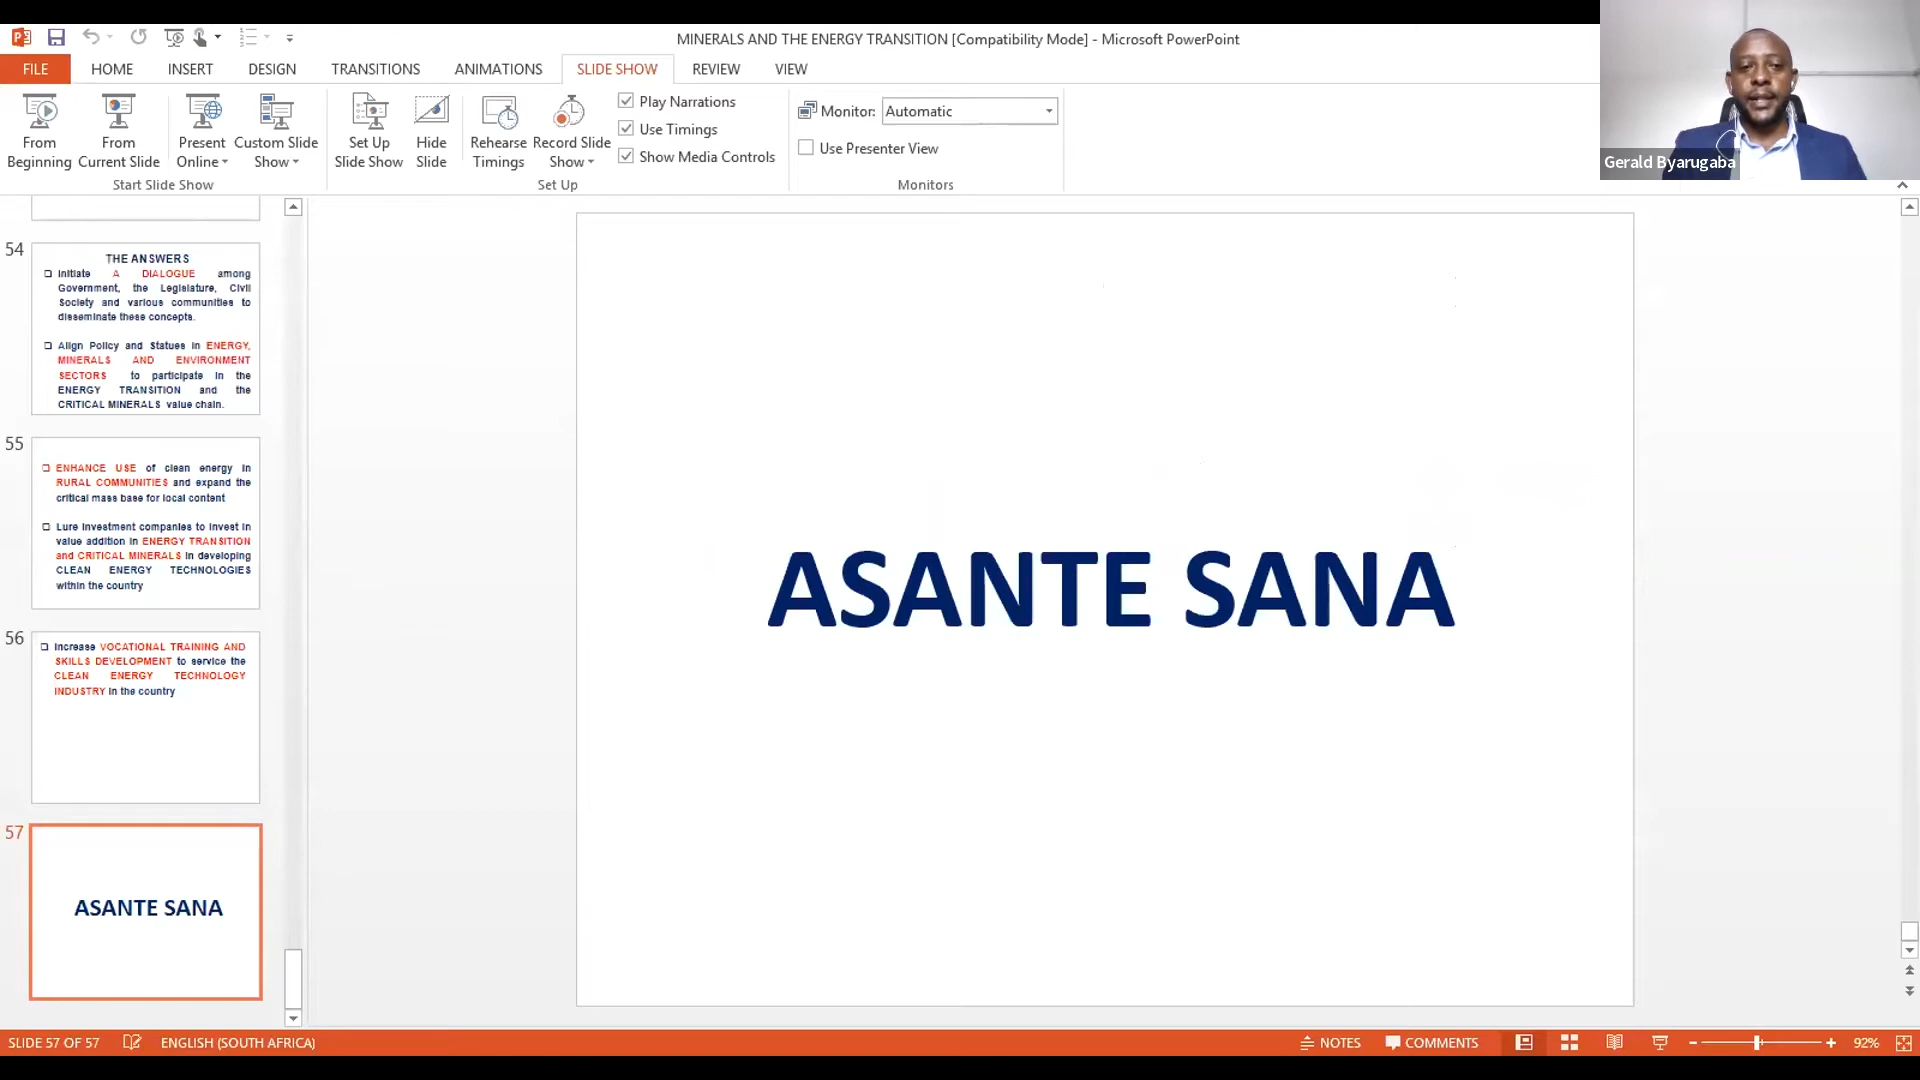 MINERALS AND THE ENERGY TRANSITION [Compatibility Mode] - Microsoft PowerPoint
FILE HOME INSERT DESIGN TRANSITIONS ANIMATIONS SLIDE SHOW REVIEW VIEW
From Beginning
From Current Slide
Present Online
Custom Slide Show
Start Slide Show
Set Up Slide Show
Hide Slide
Rehearse Timings
Record Slide Show
Play Narrations
Use Timings
Show Media Controls
Set Up
Monitor: Automatic
Use Presenter View
Monitors
Gerald Byarugaba
54
THE ANSWERS
Initiate A DIALOGUE among
Government, the Legislature, Civil
Society and various communities to
disseminate these concepts.
Align Policy and Statues in ENERGY,
MINERALS AND ENVIRONMENT
SECTORS to participate in the
ENERGY TRANSITION and the
CRITICAL MINERALS value chain.
55
ENHANCE USE of clean energy in
RURAL COMMUNITIES and expand the
critical mass base for local content
Lure investment companies to invest in
value addition in ENERGY TRANSITION
and CRITICAL MINERALS in developing
CLEAN ENERGY TECHNOLOGIES
within the country
56
Increase VOCATIONAL TRAINING AND
SKILLS DEVELOPMENT to service the
CLEAN ENERGY TECHNOLOGY
INDUSTRY in the country
57
ASANTE SANA
ASANTE SANA
SLIDE 57 OF 57 ENGLISH (SOUTH AFRICA) NOTES COMMENTS 92%